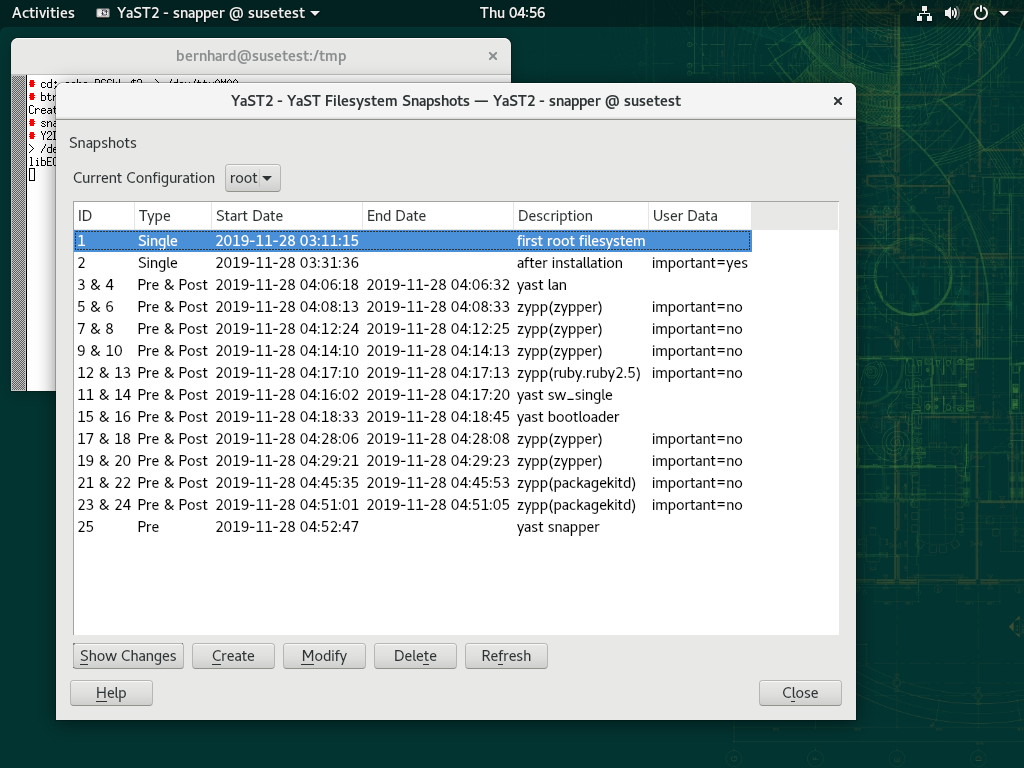 Activities YaST2 - snapper @ susetest Thu 04:56
bernhard@susetest:/tmp
YaST2 - YaST Filesystem Snapshots — YaST2 - snapper @ susetest
Snapshots
Current Configuration root
ID Type Start Date End Date Description User Data
1 Single 2019-11-28 03:11:15 first root filesystem
2 Single 2019-11-28 03:31:36 after installation important=yes
3 & 4 Pre & Post 2019-11-28 04:06:18 2019-11-28 04:06:32 yast lan
5 & 6 Pre & Post 2019-11-28 04:08:13 2019-11-28 04:08:33 zypp(zypper) important=no
7 & 8 Pre & Post 2019-11-28 04:12:24 2019-11-28 04:12:25 zypp(zypper) important=no
9 & 10 Pre & Post 2019-11-28 04:14:10 2019-11-28 04:14:13 zypp(zypper) important=no
12 & 13 Pre & Post 2019-11-28 04:17:10 2019-11-28 04:17:13 zypp(ruby.ruby2.5) important=no
11 & 14 Pre & Post 2019-11-28 04:16:02 2019-11-28 04:17:20 yast sw_single
15 & 16 Pre & Post 2019-11-28 04:18:33 2019-11-28 04:18:45 yast bootloader
17 & 18 Pre & Post 2019-11-28 04:28:06 2019-11-28 04:28:08 zypp(zypper) important=no
19 & 20 Pre & Post 2019-11-28 04:29:21 2019-11-28 04:29:23 zypp(zypper) important=no
21 & 22 Pre & Post 2019-11-28 04:45:35 2019-11-28 04:45:53 zypp(packagekitd) important=no
23 & 24 Pre & Post 2019-11-28 04:51:01 2019-11-28 04:51:05 zypp(packagekitd) important=no
25 Pre 2019-11-28 04:52:47 yast snapper
Show Changes Create Modify Delete Refresh
Help Close